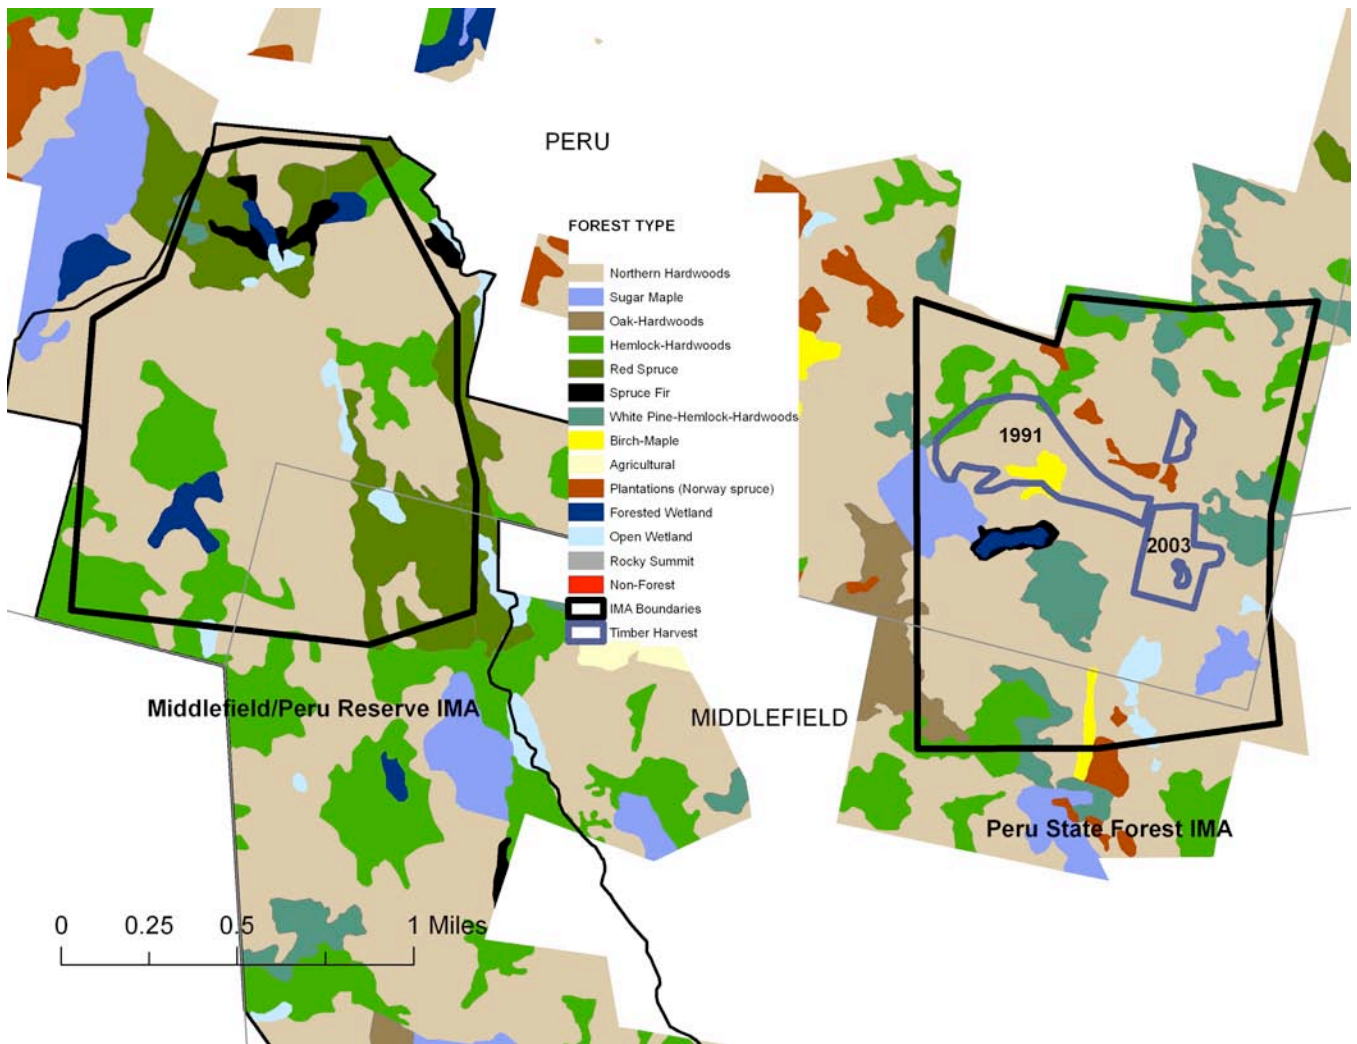 PERU
FOREST TYPE
Northern Hardwoods
Sugar Maple
Oak-Hardwoods
Hemlock-Hardwoods
Red Spruce
Spruce Fir
White Pine-Hemlock-Hardwoods
Birch-Maple
Agricultural
Plantations (Norway spruce)
Forested Wetland
Open Wetland
Rocky Summit
Non-Forest
IMA Boundaries
Timber Harvest
1991
2003
Middlefield/Peru Reserve IMA
MIDDLEFIELD
Peru State Forest IMA
0 0.25 0.5 1 Miles